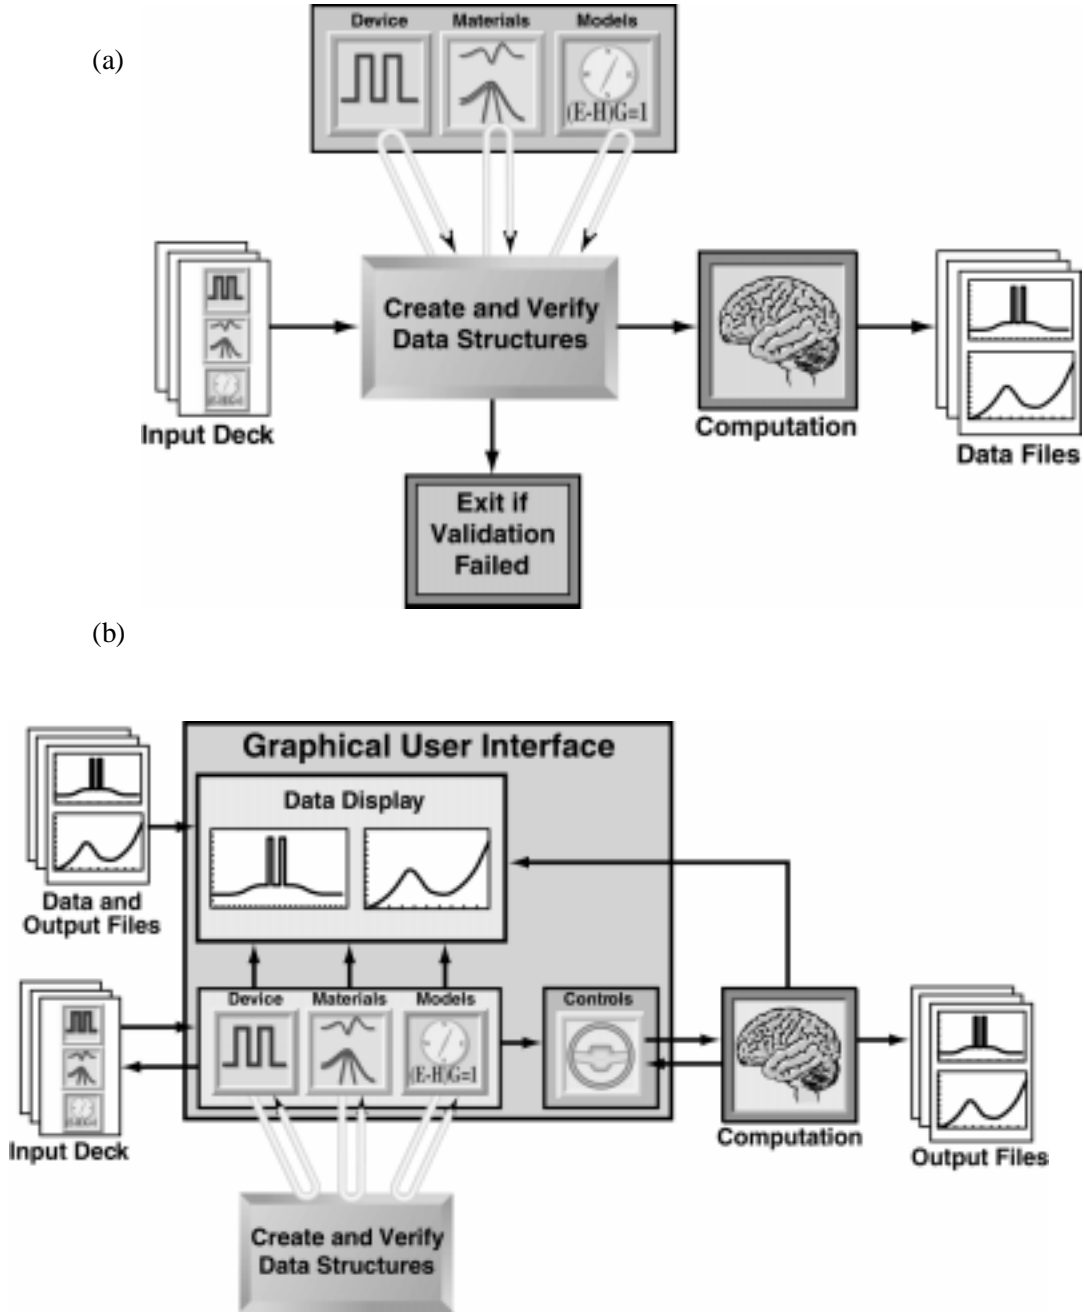 (a)
Device
Materials
Models
(E-H)G=1
Create and Verify
Data Structures
Input Deck
Computation
Data Files
Exit if
Validation
Failed
(b)
Graphical User Interface
Data Display
Data and
Output Files
Device
Materials
Models
Controls
(E-H)G=1
Input Deck
Computation
Output Files
Create and Verify
Data Structures